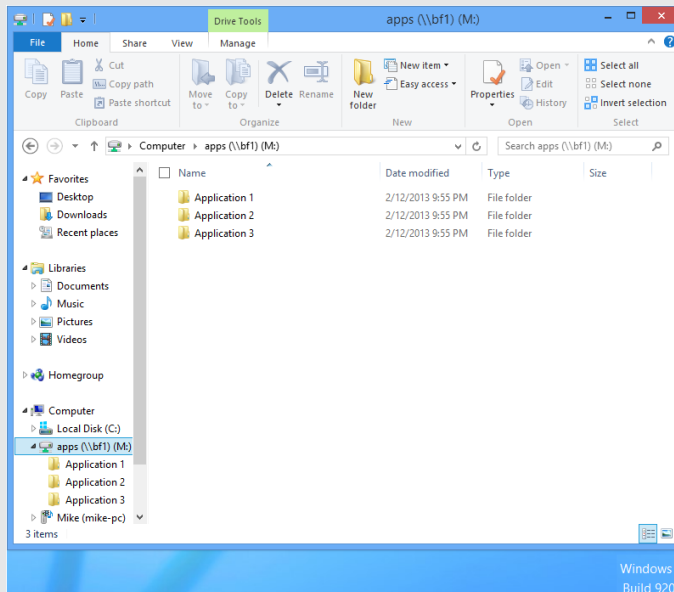 Drive Tools
apps (\\bf1) (M:)
File Home Share View Manage
Copy
Paste
Cut
Copy path
Paste shortcut
Clipboard
Move to
Copy to
Delete
Rename
Organize
New folder
New item
Easy access
New
Properties
Open
Edit
History
Open
Select all
Select none
Invert selection
Select
Computer apps (\\bf1) (M:)
Search apps (\\bf1) (M:)
Favorites
Desktop
Downloads
Recent places
Libraries
Documents
Music
Pictures
Videos
Homegroup
Computer
Local Disk (C:)
apps (\\bf1) (M:)
Application 1
Application 2
Application 3
Mike (mike-pc)
Name Date modified Type Size
Application 1 2/12/2013 9:55 PM File folder
Application 2 2/12/2013 9:55 PM File folder
Application 3 2/12/2013 9:55 PM File folder
3 items
Windows
Build 920